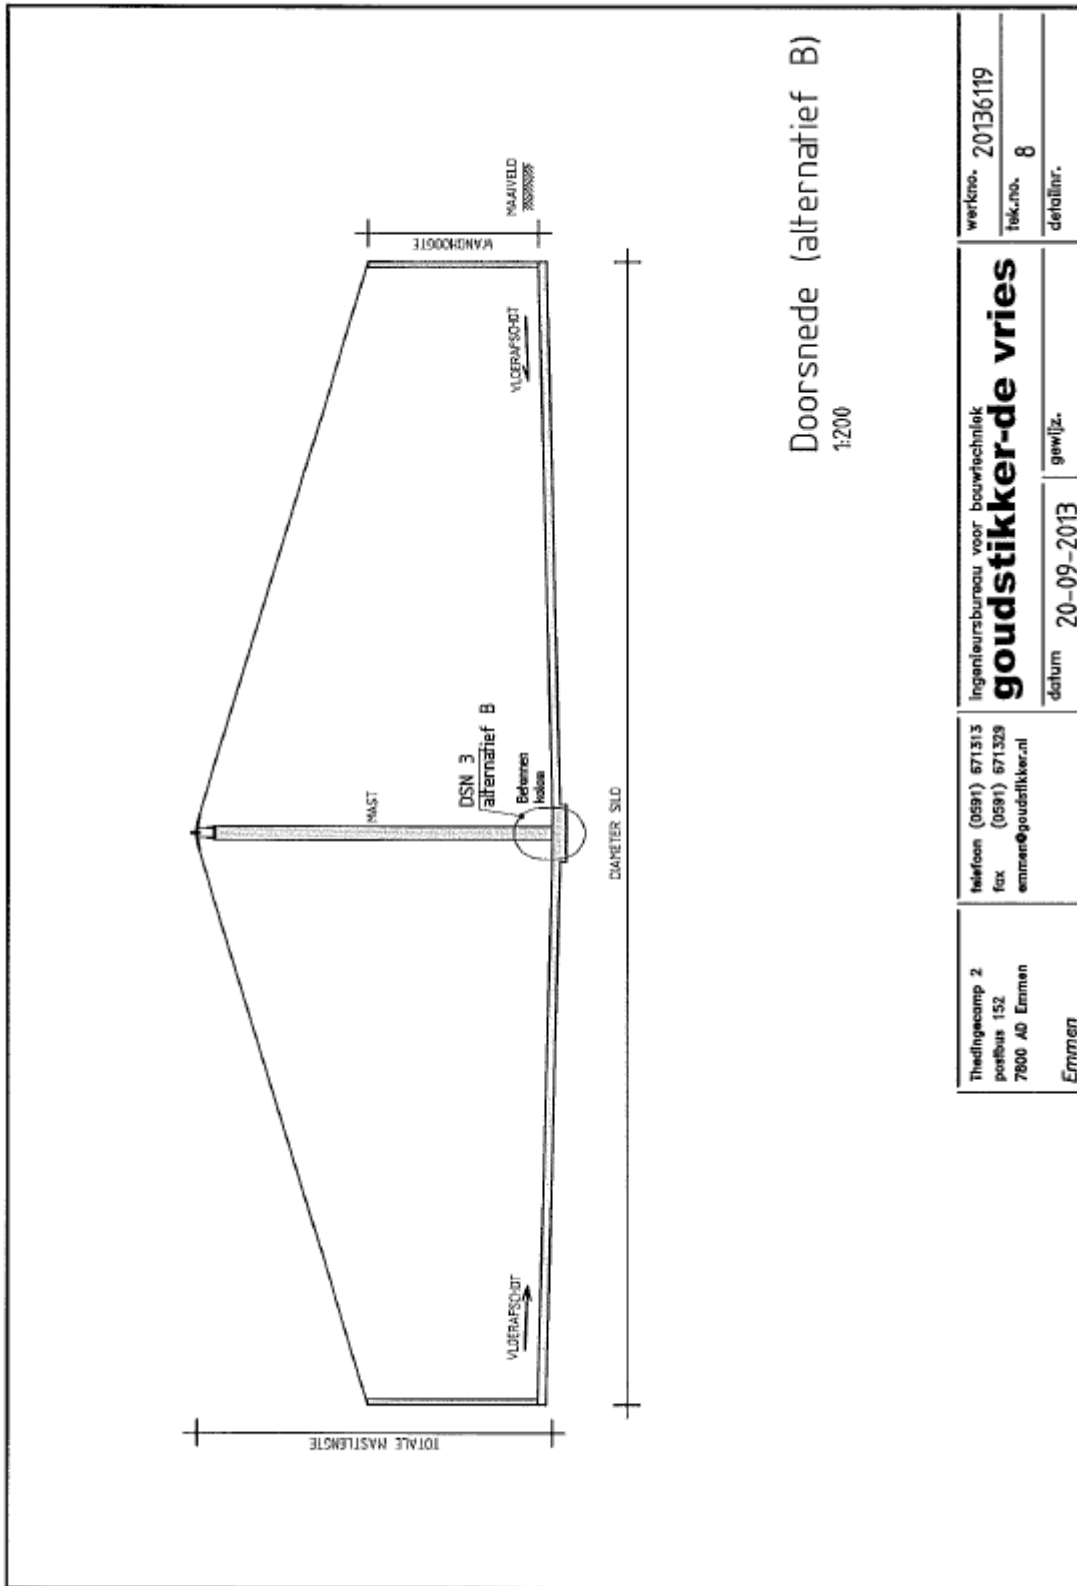 TOTALE MASTLENGTE
VLOERAFSCHOT
MAST
DSN 3
alternatief B
Betonnen
kolom
DIAMETER SILO
VLOERAFSCHOT
WANDHOOGTE
MAAIVELD
Doorsnede (alternatief B)
1:200
Thedingecamp 2
postbus 152
7800 AD Emmen
Emmen
telefoon (0591) 671313
fax (0591) 671329
emmen@goudstikker.nl
ingenieursbureau voor bouwtechniek
goudstikker-de vries
datum 20-09-2013
gewijz.
werkno. 20136119
tek.no. 8
detailnr.